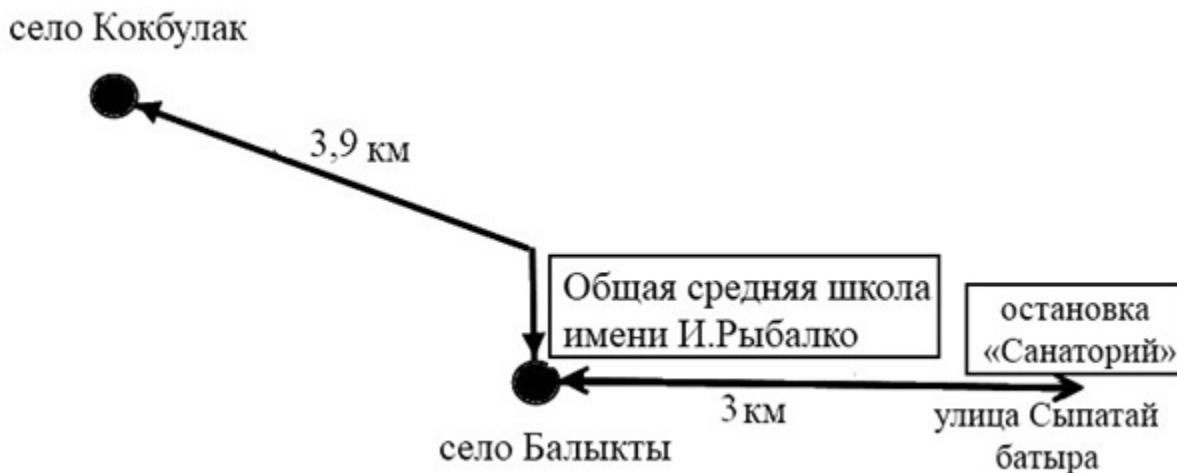 село Кокбулак
3,9 км
Общая средняя школа
имени И.Рыбалко
остановка
«Санаторий»
3 км
улица Сыпатай
батыра
село Балыкты